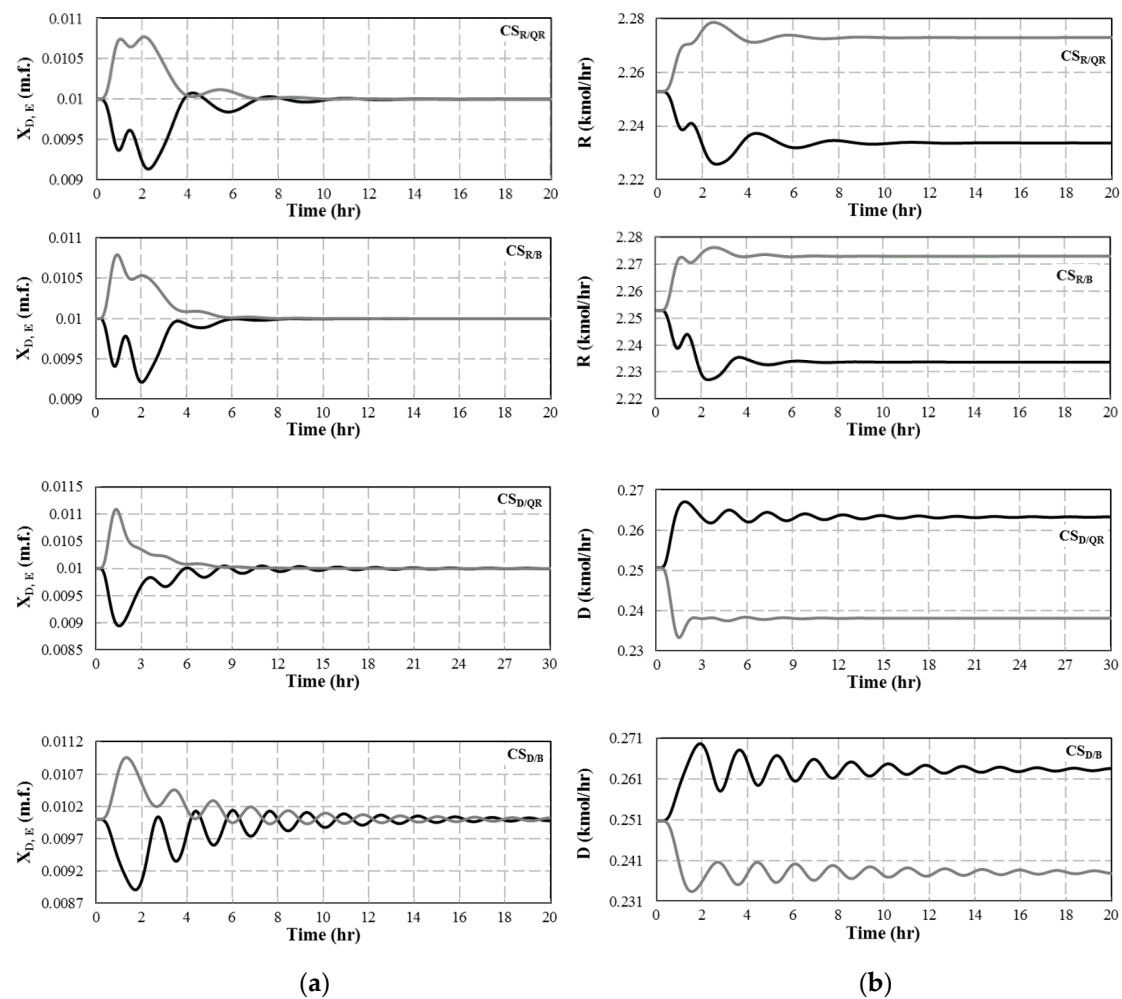 X_D, E (m.f.)
0.011
0.0105
0.01
0.0095
0.009
CS_R/QR
0 2 4 6 8 10 12 14 16 18 20
Time (hr)
R (kmol/hr)
2.28
2.26
2.24
2.22
CS_R/QR
0 2 4 6 8 10 12 14 16 18 20
Time (hr)
X_D, E (m.f.)
0.011
0.0105
0.01
0.0095
0.009
CS_R/B
0 2 4 6 8 10 12 14 16 18 20
Time (hr)
R (kmol/hr)
2.28
2.27
2.26
2.25
2.24
2.23
2.22
CS_R/B
0 2 4 6 8 10 12 14 16 18 20
Time (hr)
X_D, E (m.f.)
0.0115
0.011
0.0105
0.01
0.0095
0.009
0.0085
CS_D/QR
0 3 6 9 12 15 18 21 24 27 30
Time (hr)
D (kmol/hr)
0.27
0.26
0.25
0.24
0.23
CS_D/QR
0 3 6 9 12 15 18 21 24 27 30
Time (hr)
X_D, E (m.f.)
0.0112
0.0107
0.0102
0.0097
0.0092
0.0087
CS_D/B
0 2 4 6 8 10 12 14 16 18 20
Time (hr)
D (kmol/hr)
0.271
0.261
0.251
0.241
0.231
CS_D/B
0 2 4 6 8 10 12 14 16 18 20
Time (hr)
(a)
(b)